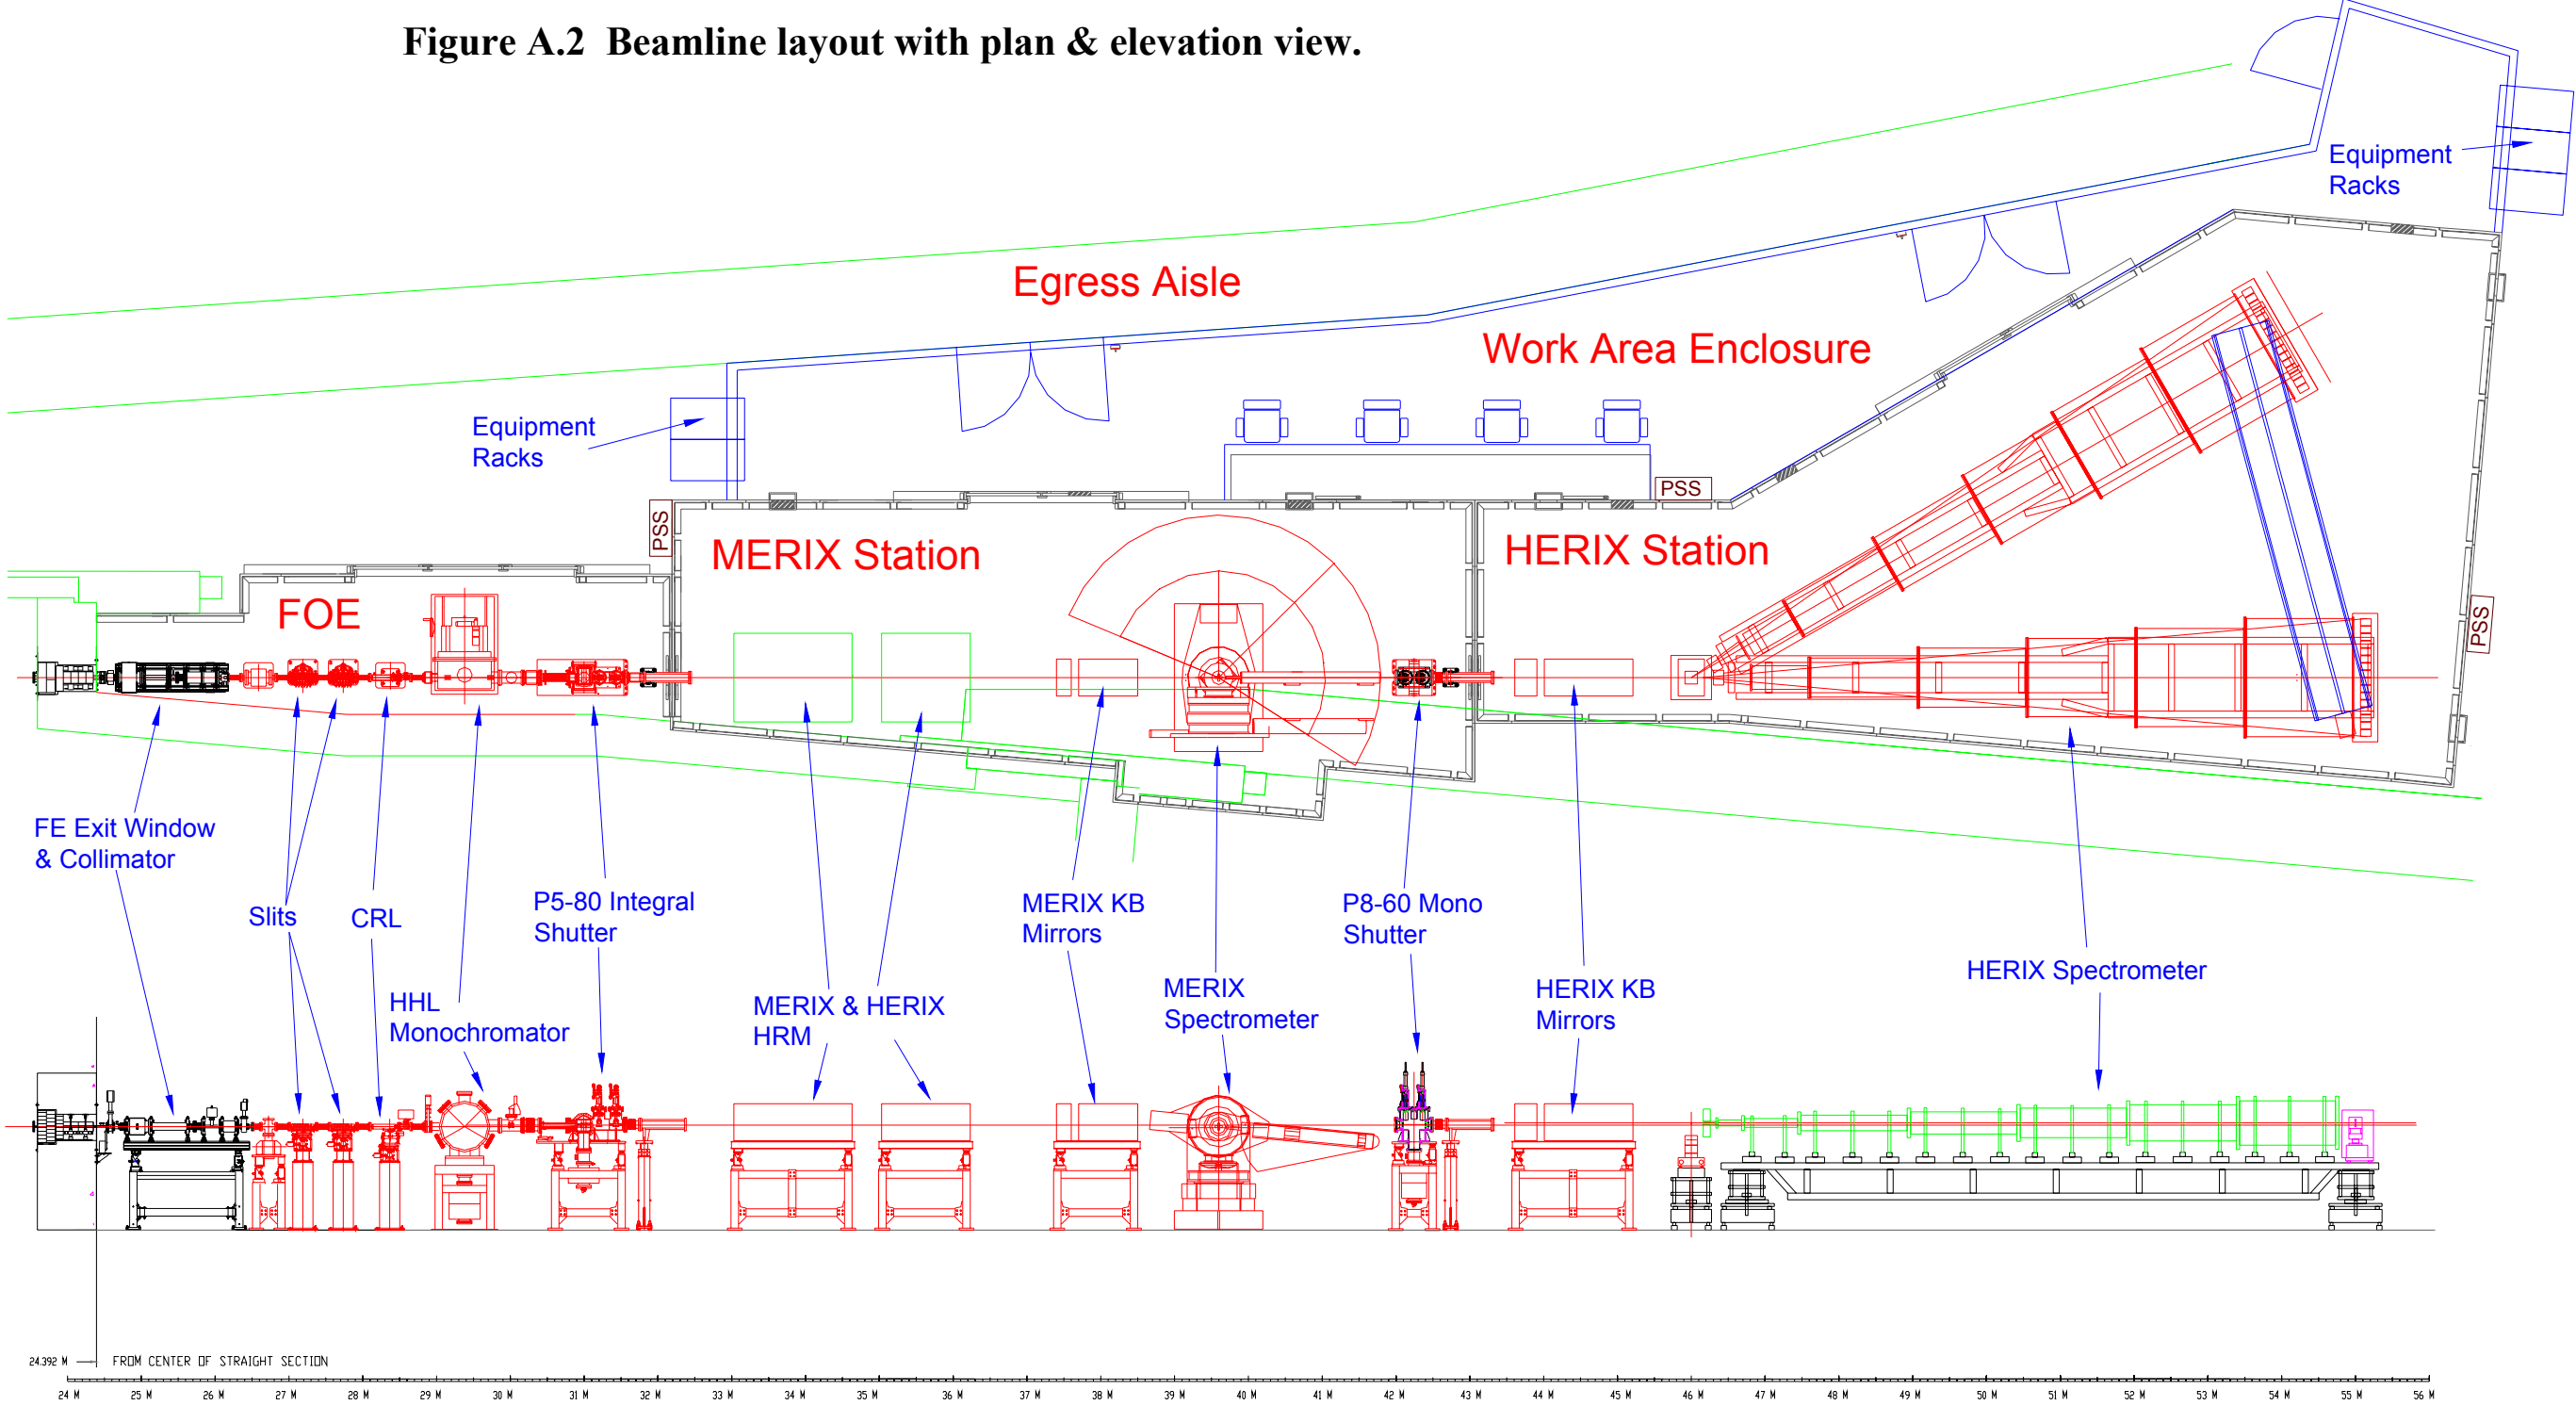 Figure A.2  Beamline layout with plan & elevation view.
Equipment
Racks
Egress Aisle
Work Area Enclosure
Equipment
Racks
PSS
PSS
MERIX Station
HERIX Station
FOE
PSS
FE Exit Window
& Collimator
Slits
CRL
P5-80 Integral
Shutter
MERIX KB
Mirrors
P8-60 Mono
Shutter
HERIX Spectrometer
HHL
Monochromator
MERIX & HERIX
HRM
MERIX
Spectrometer
HERIX KB
Mirrors
24.392 M FROM CENTER OF STRAIGHT SECTION
24 M 25 M 26 M 27 M 28 M 29 M 30 M 31 M 32 M 33 M 34 M 35 M 36 M 37 M 38 M 39 M 40 M 41 M 42 M 43 M 44 M 45 M 46 M 47 M 48 M 49 M 50 M 51 M 52 M 53 M 54 M 55 M 56 M